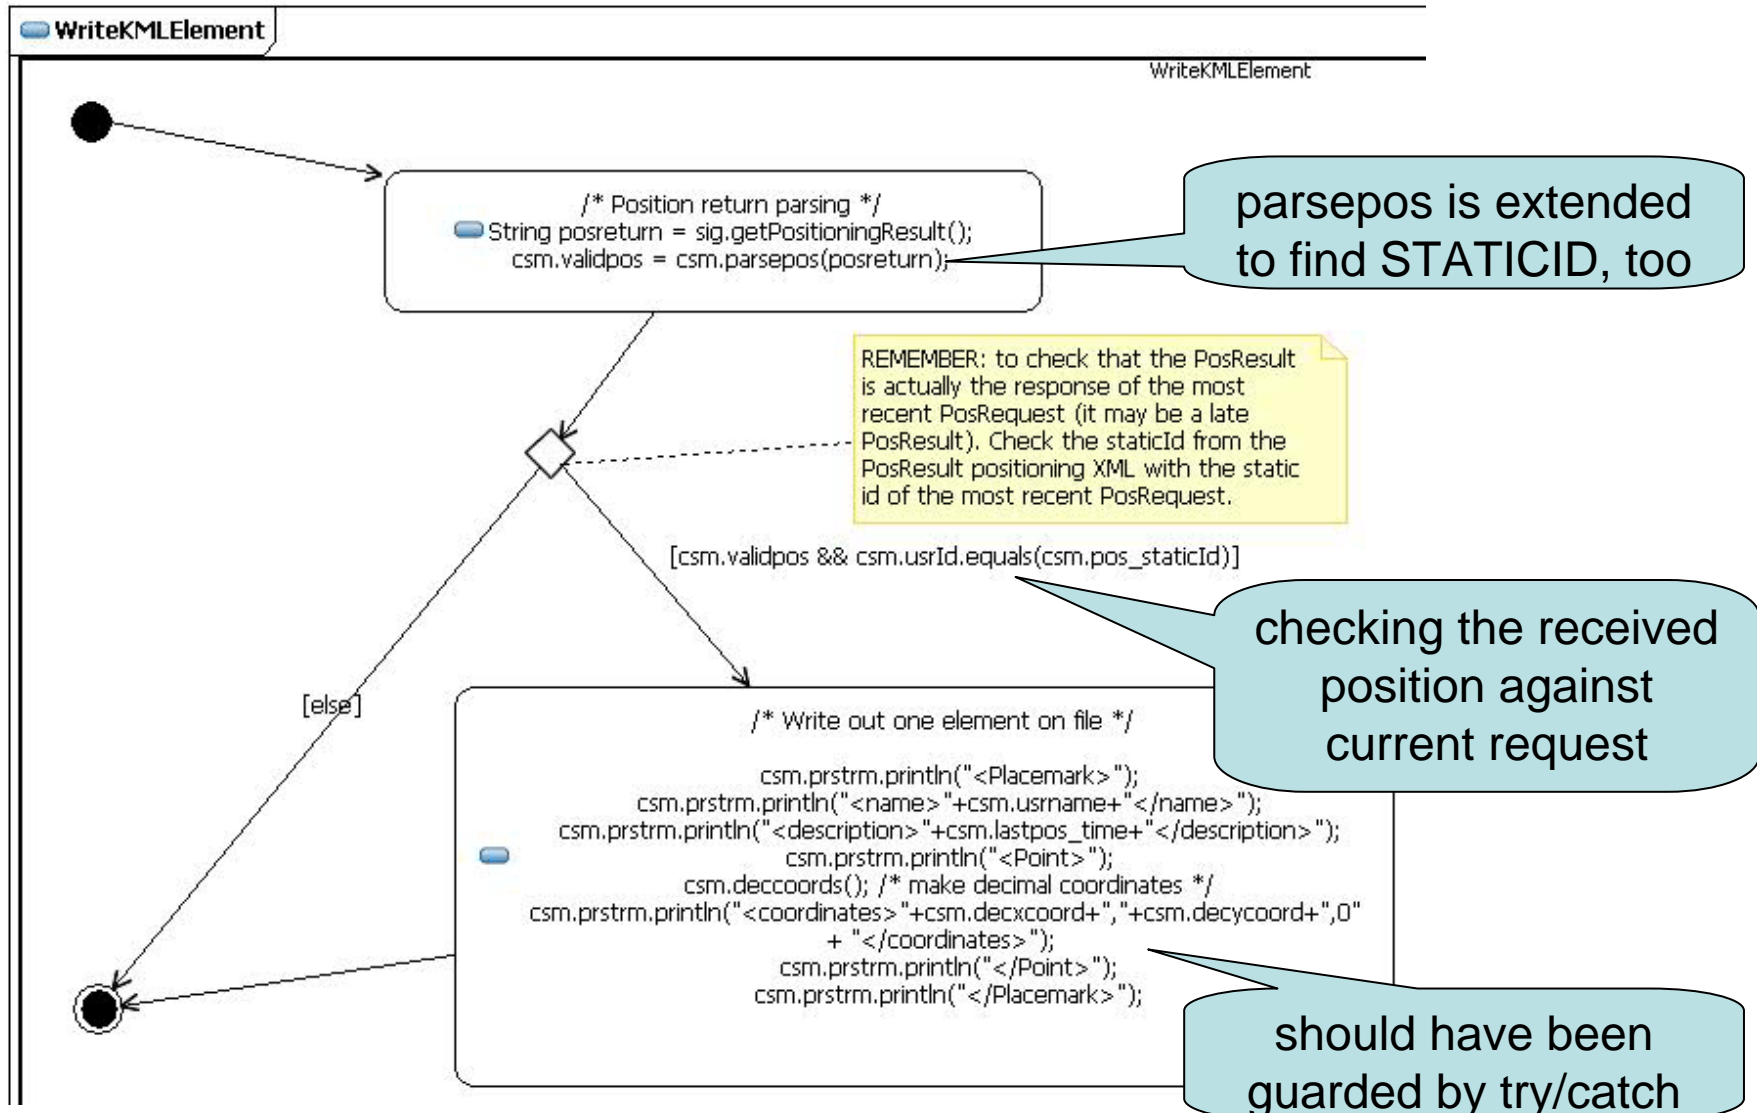 WriteKMLElement
WriteKMLElement
/* Position return parsing */
String posreturn = sig.getPositioningResult();
csm.validpos = csm.parsepos(posreturn);
parsepos is extended
to find STATICID, too
REMEMBER: to check that the PosResult
is actually the response of the most
recent PosRequest (it may be a late
PosResult). Check the staticId from the
PosResult positioning XML with the static
id of the most recent PosRequest.
[csm.validpos && csm.usrId.equals(csm.pos_staticId)]
checking the received
position against
current request
[else]
/* Write out one element on file */
csm.prstrm.println("<Placemark>");
csm.prstrm.println("<name>"+csm.usrname+"</name>");
csm.prstrm.println("<description>"+csm.lastpos_time+"</description>");
csm.prstrm.println("<Point>");
csm.deccoords(); /* make decimal coordinates */
csm.prstrm.println("<coordinates>"+csm.decxcoord+","+csm.decycoord+",0"
+ "</coordinates>");
csm.prstrm.println("</Point>");
csm.prstrm.println("</Placemark>");
should have been
guarded by try/catch